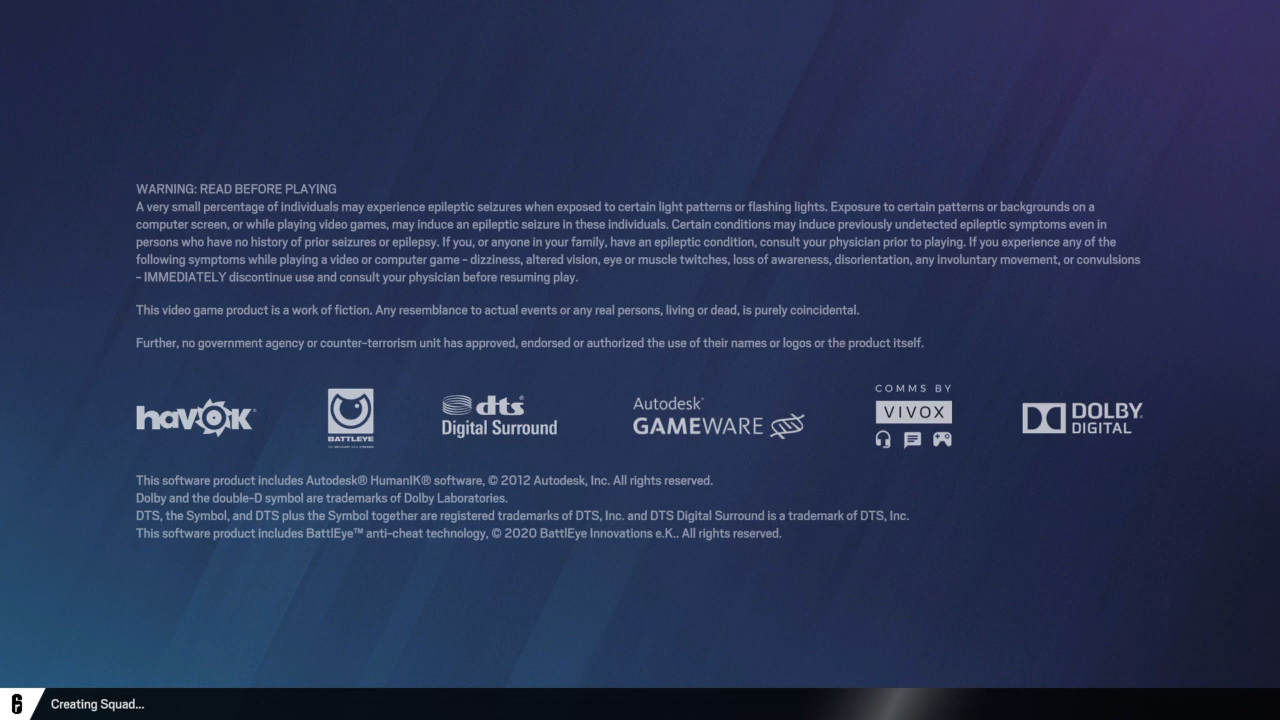 WARNING: READ BEFORE PLAYING
A very small percentage of individuals may experience epileptic seizures when exposed to certain light patterns or flashing lights. Exposure to certain patterns or backgrounds on a
computer screen, or while playing video games, may induce an epileptic seizure in these individuals. Certain conditions may induce previously undetected epileptic symptoms even in
persons who have no history of prior seizures or epilepsy. If you, or anyone in your family, have an epileptic condition, consult your physician prior to playing. If you experience any of the
following symptoms while playing a video or computer game - dizziness, altered vision, eye or muscle twitches, loss of awareness, disorientation, any involuntary movement, or convulsions
- IMMEDIATELY discontinue use and consult your physician before resuming play.
This video game product is a work of fiction. Any resemblance to actual events or any real persons, living or dead, is purely coincidental.
Further, no government agency or counter-terrorism unit has approved, endorsed or authorized the use of their names or logos or the product itself.
havok
BATTLEYE
dts
Digital Surround
Autodesk®
GAMEWARE
COMMS BY
VIVOX
DOLBY
DIGITAL
This software product includes Autodesk® HumanIK® software, © 2012 Autodesk, Inc. All rights reserved.
Dolby and the double-D symbol are trademarks of Dolby Laboratories.
DTS, the Symbol, and DTS plus the Symbol together are registered trademarks of DTS, Inc. and DTS Digital Surround is a trademark of DTS, Inc.
This software product includes BattlEye™ anti-cheat technology, © 2020 BattlEye Innovations e.K.. All rights reserved.
6 Creating Squad...